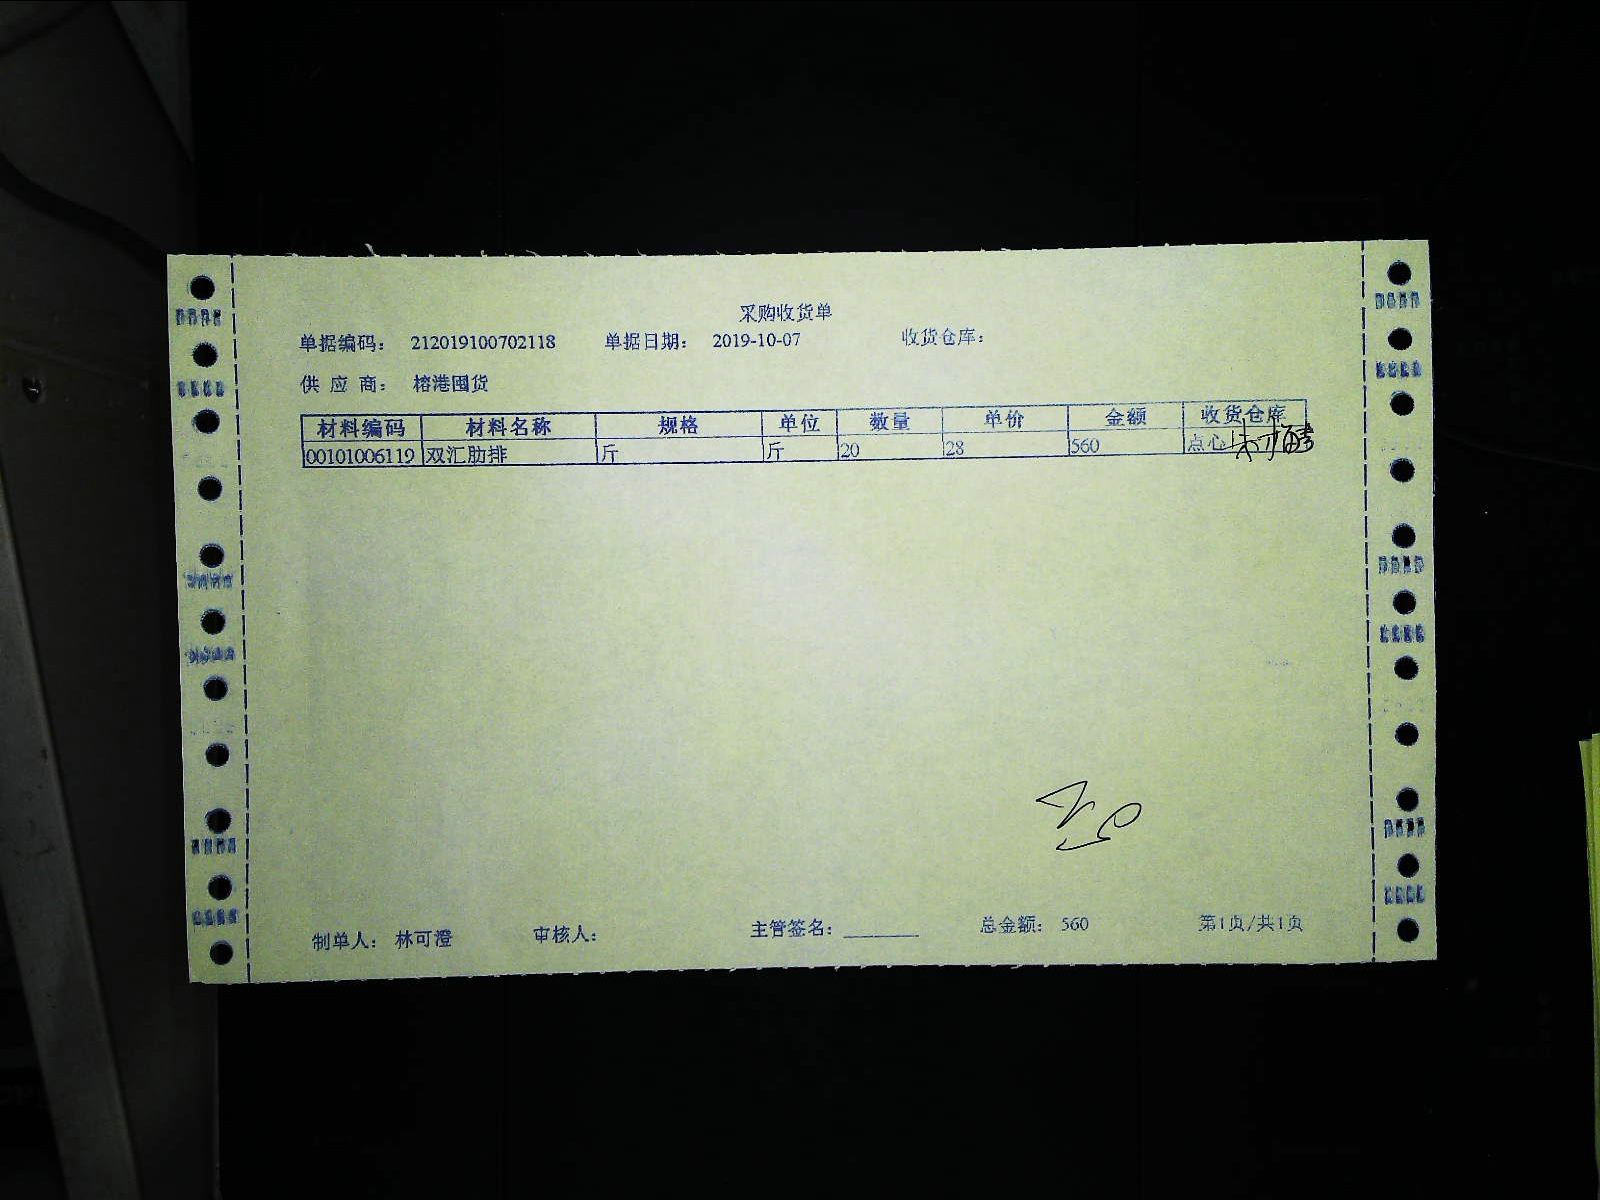 采购收货单
单据编码： 212019100702118 单据日期： 2019-10-07 收货仓库：
供 应 商： 榕港囤货
材料编码 材料名称 规格 单位 数量 单价 金额 收货仓库
00101006119 双汇肋排 斤 斤 20 28 560 点心
制单人： 林可澄 审核人： 主管签名：________ 总金额： 560 第1页/共1页